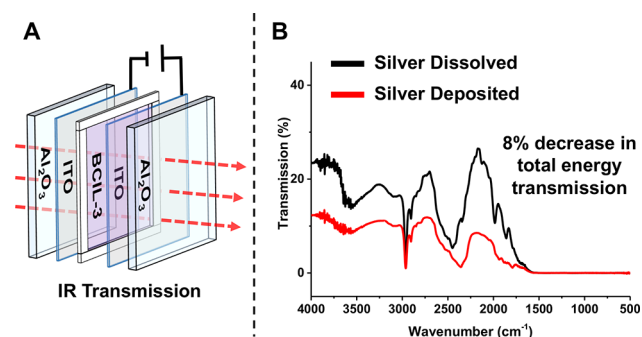 A
Al2O3
ITO
BCIL-3
ITO
Al2O3
IR Transmission
B
Silver Dissolved
Silver Deposited
8% decrease in
total energy
transmission
Transmission (%)
40
20
0
4000 3500 3000 2500 2000 1500 1000 500
Wavenumber (cm⁻¹)